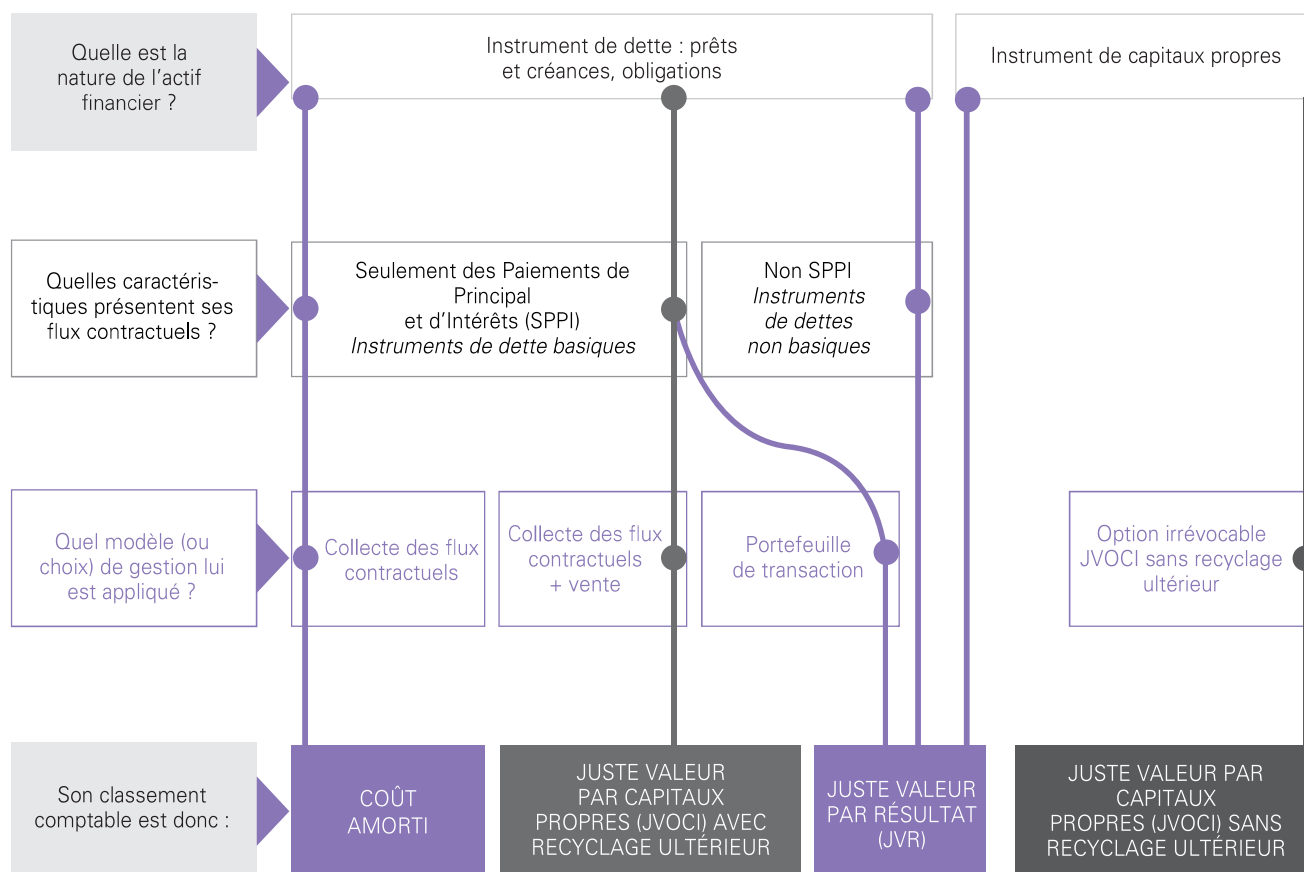 Quelle est la
nature de l'actif
financier ?
Instrument de dette : prêts
et créances, obligations
Instrument de capitaux propres
Quelles caractéris-
tiques présentent ses
flux contractuels ?
Seulement des Paiements de
Principal
et d'Intérêts (SPPI)
Instruments de dette basiques
Non SPPI
Instruments
de dettes
non basiques
Quel modèle (ou
choix) de gestion lui
est appliqué ?
Collecte des flux
contractuels
Collecte des flux
contractuels
+ vente
Portefeuille
de transaction
Option irrévocable
JVOCI sans recyclage
ultérieur
Son classement
comptable est donc :
COÛT
AMORTI
JUSTE VALEUR
PAR CAPITAUX
PROPRES (JVOCI) AVEC
RECYCLAGE ULTÉRIEUR
JUSTE VALEUR
PAR RÉSULTAT
(JVR)
JUSTE VALEUR PAR
CAPITAUX
PROPRES (JVOCI) SANS
RECYCLAGE ULTÉRIEUR